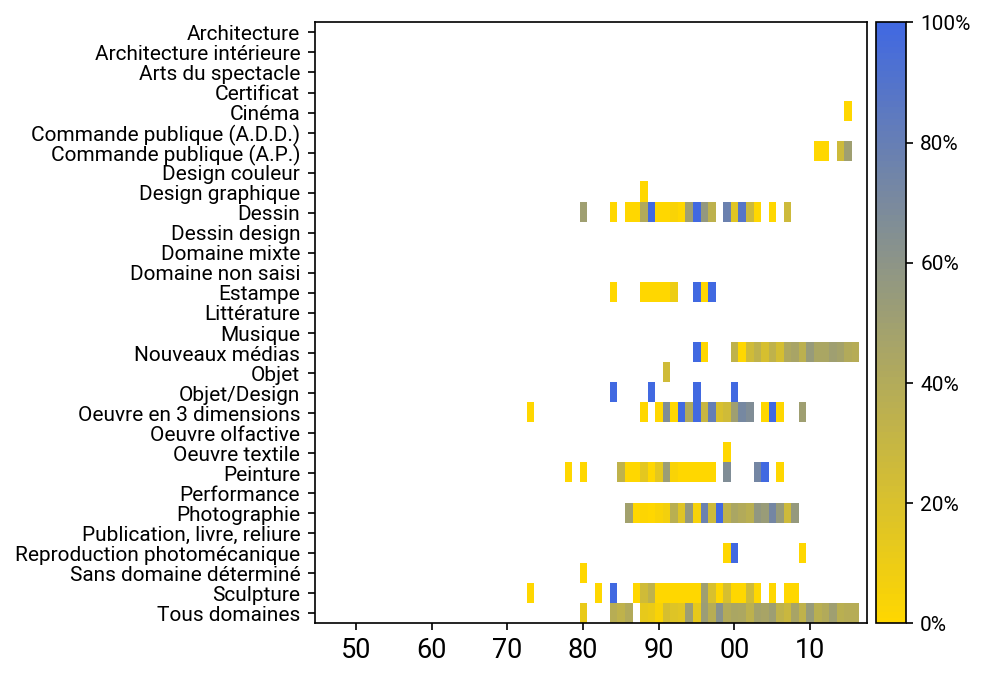 Architecture
Architecture intérieure
Arts du spectacle
Certificat
Cinéma
Commande publique (A.D.D.)
Commande publique (A.P.)
Design couleur
Design graphique
Dessin
Dessin design
Domaine mixte
Domaine non saisi
Estampe
Littérature
Musique
Nouveaux médias
Objet
Objet/Design
Oeuvre en 3 dimensions
Oeuvre olfactive
Oeuvre textile
Peinture
Performance
Photographie
Publication, livre, reliure
Reproduction photomécanique
Sans domaine déterminé
Sculpture
Tous domaines
50 60 70 80 90 00 10
100%
80%
60%
40%
20%
0%